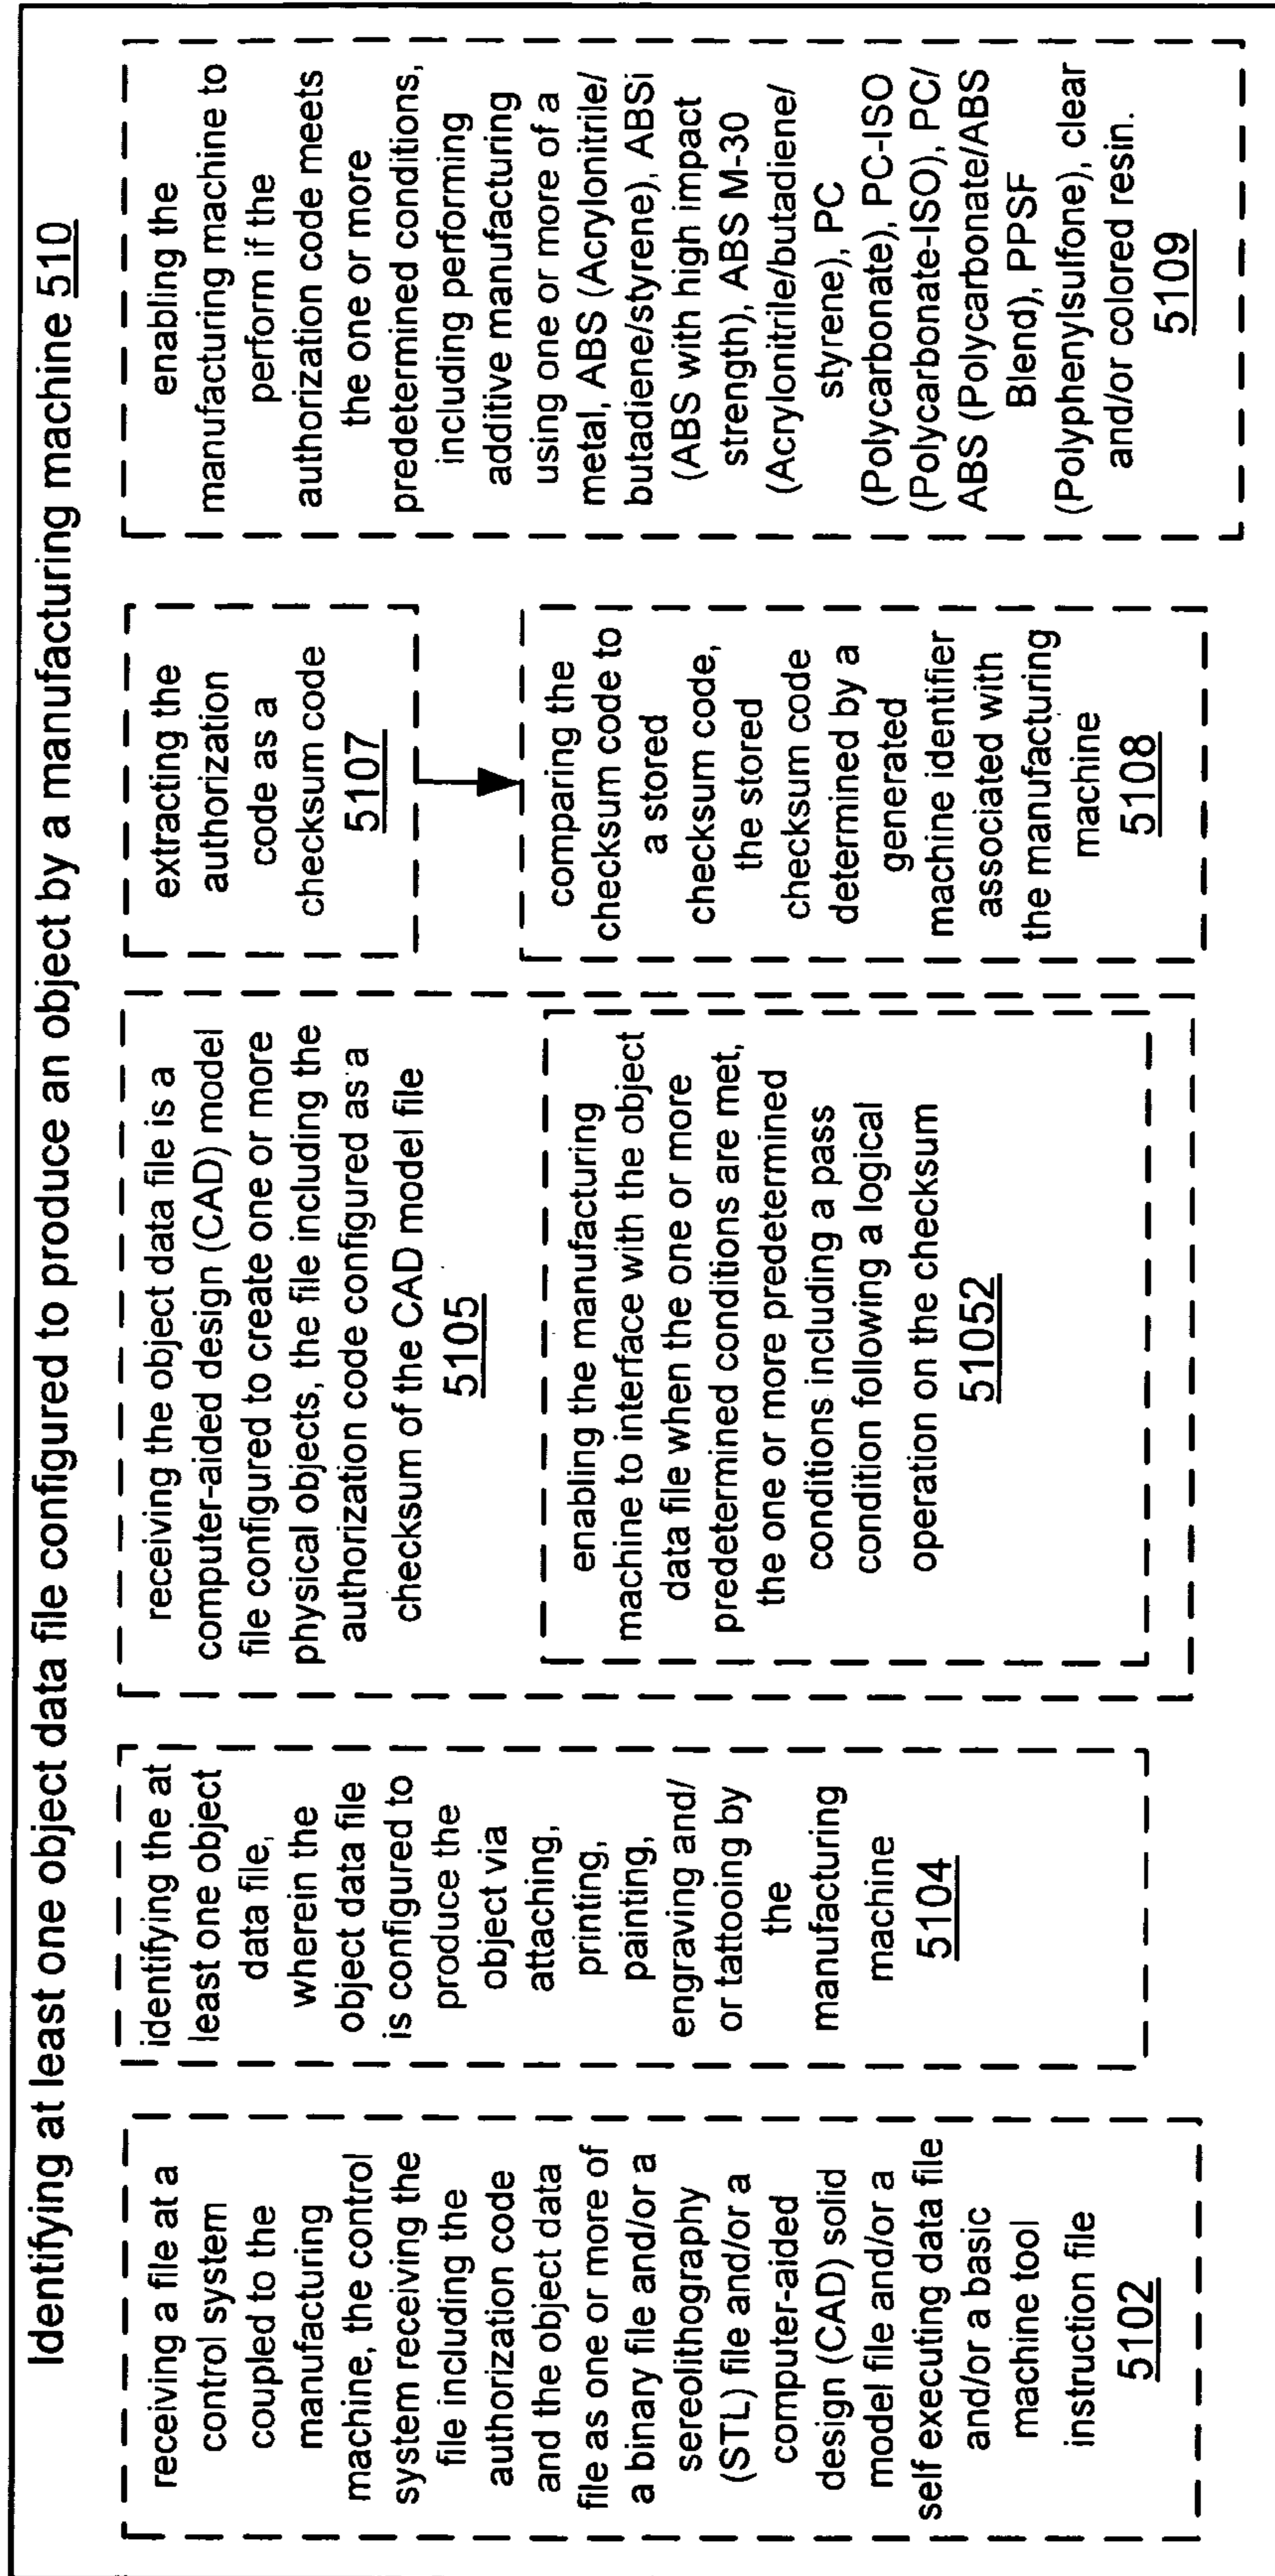 Identifying at least one object data file configured to produce an object by a manufacturing machine 510
receiving a file at a
control system
coupled to the
manufacturing
machine, the control
system receiving the
file including the
authorization code
and the object data
file as one or more of
a binary file and/or a
sereolithography
(STL) file and/or a
computer-aided
design (CAD) solid
model file and/or a
self executing data file
and/or a basic
machine tool
instruction file
5102
identifying the at
least one object
data file,
wherein the
object data file
is configured to
produce the
object via
attaching,
printing,
painting,
engraving and/
or tattooing by
the
manufacturing
machine
5104
receiving the object data file is a
computer-aided design (CAD) model
file configured to create one or more
physical objects, the file including the
authorization code configured as a
checksum of the CAD model file
5105
enabling the manufacturing
machine to interface with the object
data file when the one or more
predetermined conditions are met,
the one or more predetermined
conditions including a pass
condition following a logical
operation on the checksum
51052
extracting the
authorization
code as a
checksum code
5107
comparing the
checksum code to
a stored
checksum code,
the stored
checksum code
determined by a
generated
machine identifier
associated with
the manufacturing
machine
5108
enabling the
manufacturing machine to
perform if the
authorization code meets
the one or more
predetermined conditions,
including performing
additive manufacturing
using one or more of a
metal, ABS (Acrylonitrile/
butadiene/styrene), ABSi
(ABS with high impact
strength), ABS M-30
(Acrylonitrile/butadiene/
styrene), PC
(Polycarbonate), PC-ISO
(Polycarbonate-ISO), PC/
ABS (Polycarbonate/ABS
Blend), PPSF
(Polyphenylsulfone), clear
and/or colored resin.
5109